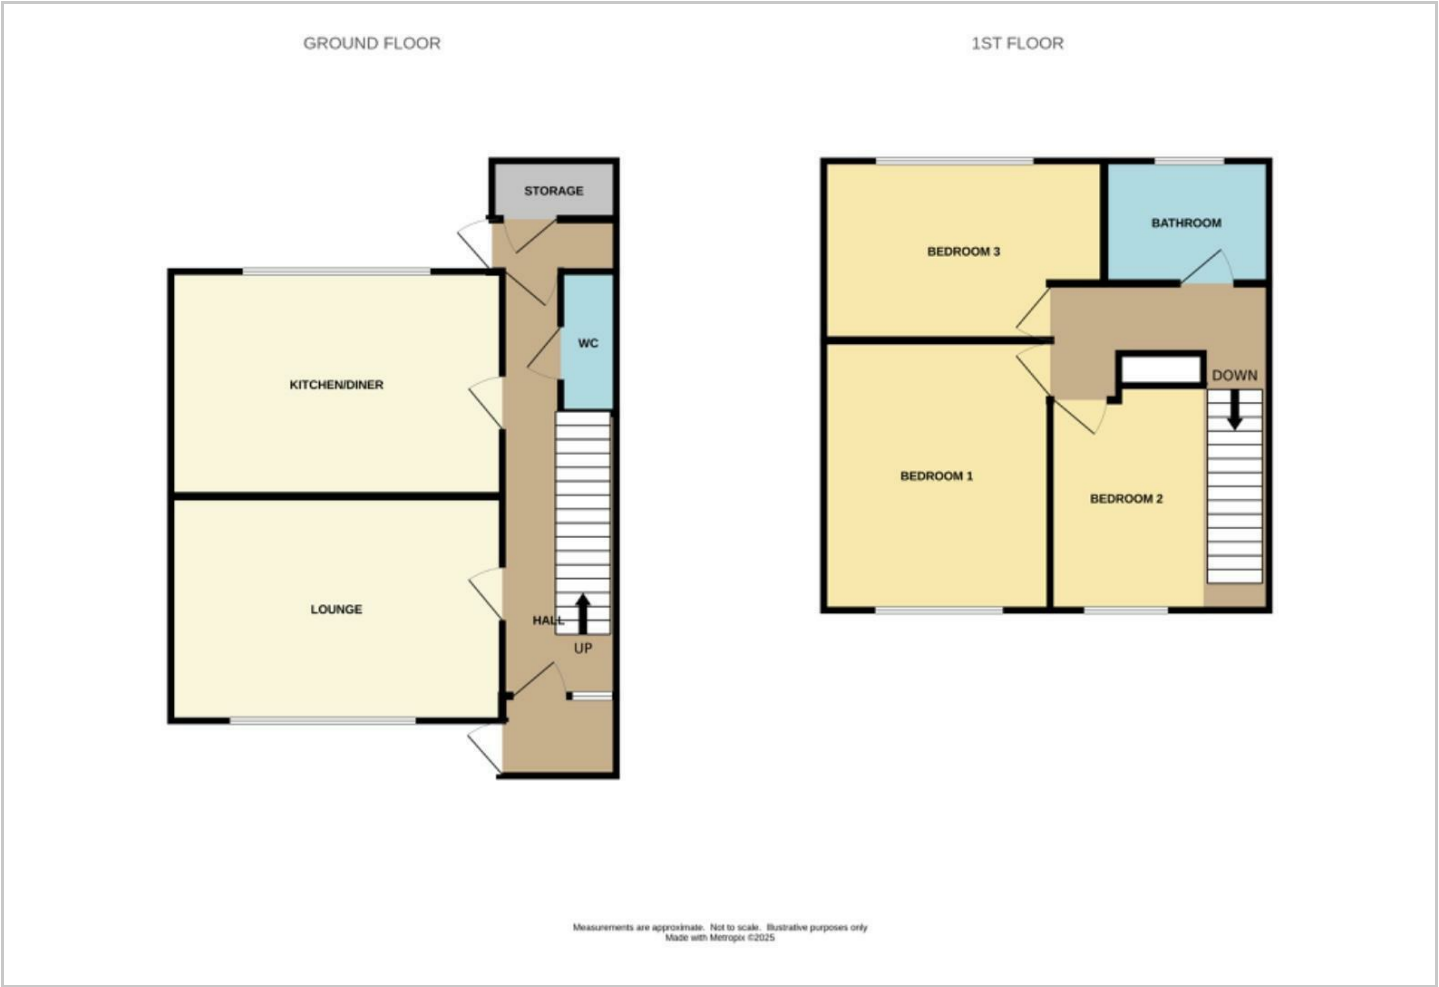 GROUND FLOOR
1ST FLOOR
STORAGE
WC
KITCHEN/DINER
LOUNGE
HALL
UP
BEDROOM 3
BATHROOM
DOWN
BEDROOM 1
BEDROOM 2
Measurements are approximate. Not to scale. Illustrative purposes only
Made with Metropix ©2025